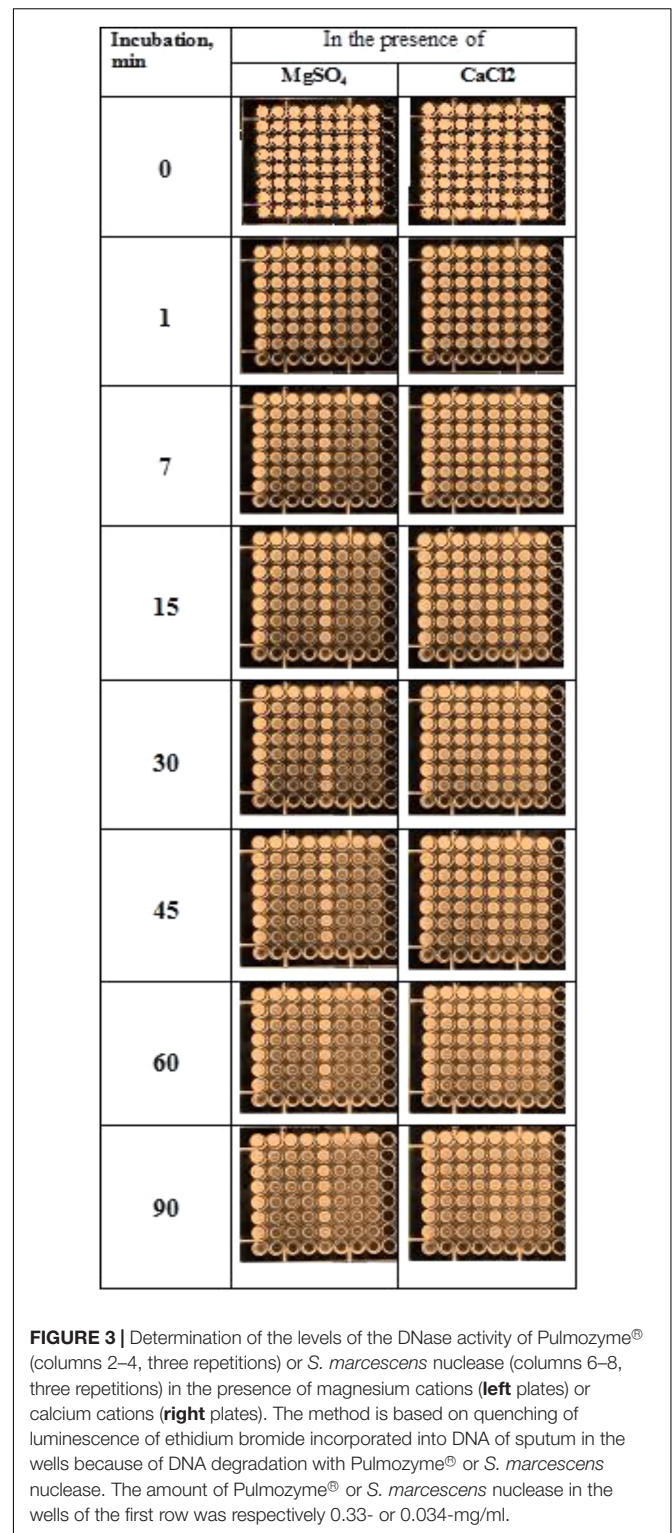 Incubation, min
In the presence of
MgSO₄
CaCl2
0
1
7
15
30
45
60
90
FIGURE 3 | Determination of the levels of the DNase activity of Pulmozyme®
(columns 2–4, three repetitions) or S. marcescens nuclease (columns 6–8,
three repetitions) in the presence of magnesium cations (left plates) or
calcium cations (right plates). The method is based on quenching of
luminescence of ethidium bromide incorporated into DNA of sputum in the
wells because of DNA degradation with Pulmozyme® or S. marcescens
nuclease. The amount of Pulmozyme® or S. marcescens nuclease in the
wells of the first row was respectively 0.33- or 0.034-mg/ml.